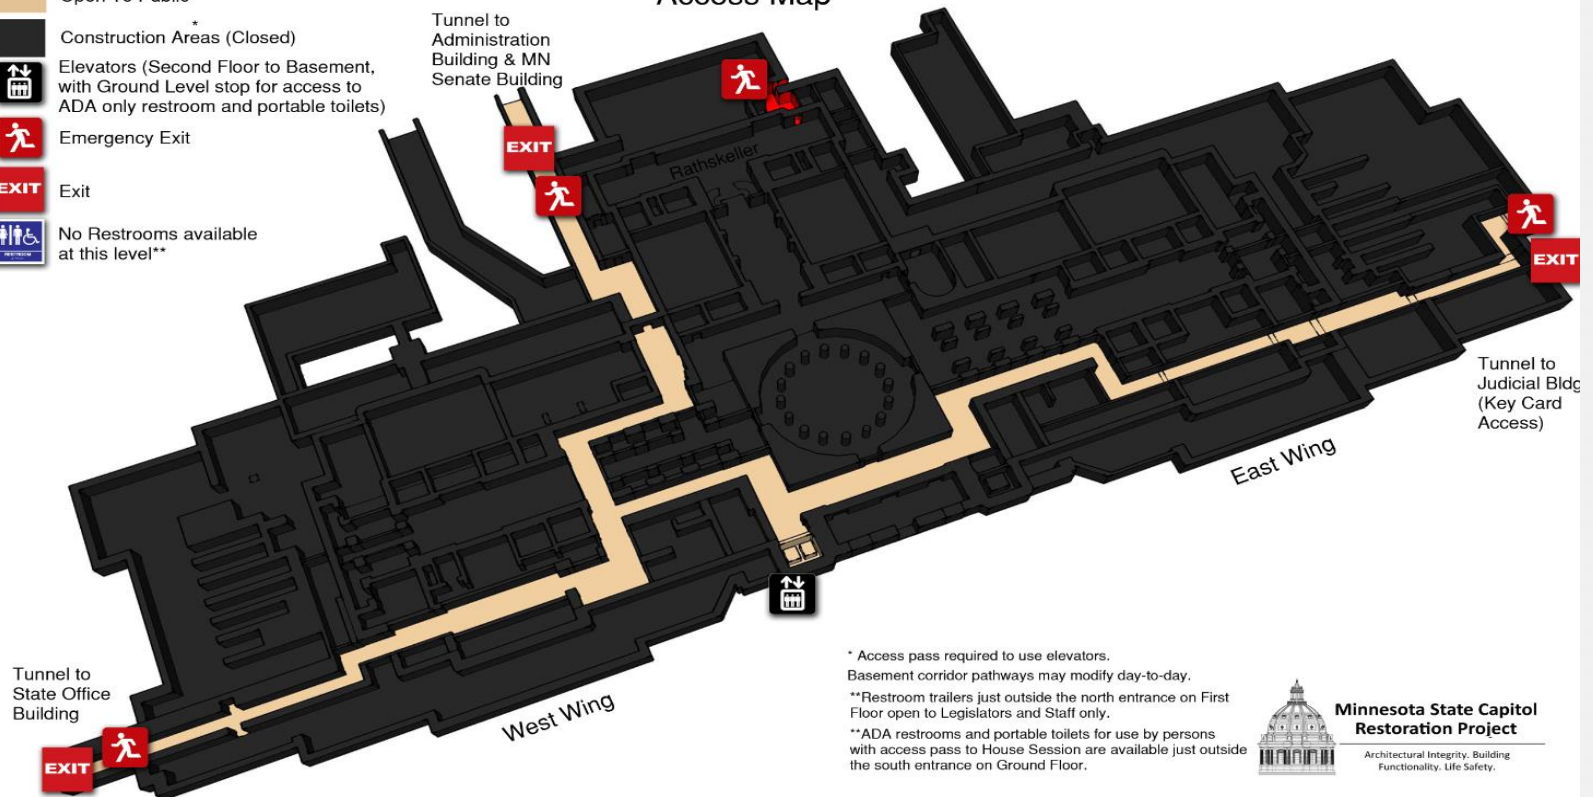 Open To Public
Access Map
*
Construction Areas (Closed)
Elevators (Second Floor to Basement,
with Ground Level stop for access to
ADA only restroom and portable toilets)
Emergency Exit
EXIT
Exit
No Restrooms available
at this level**
Tunnel to
Administration
Building & MN
Senate Building
EXIT
Rathskeller
EXIT
Tunnel to
Judicial Bldg
(Key Card
Access)
East Wing
West Wing
Tunnel to
State Office
Building
EXIT
* Access pass required to use elevators.
Basement corridor pathways may modify day-to-day.
**Restroom trailers just outside the north entrance on First
Floor open to Legislators and Staff only.
**ADA restrooms and portable toilets for use by persons
with access pass to House Session are available just outside
the south entrance on Ground Floor.
Minnesota State Capitol
Restoration Project
Architectural Integrity. Building
Functionality. Life Safety.